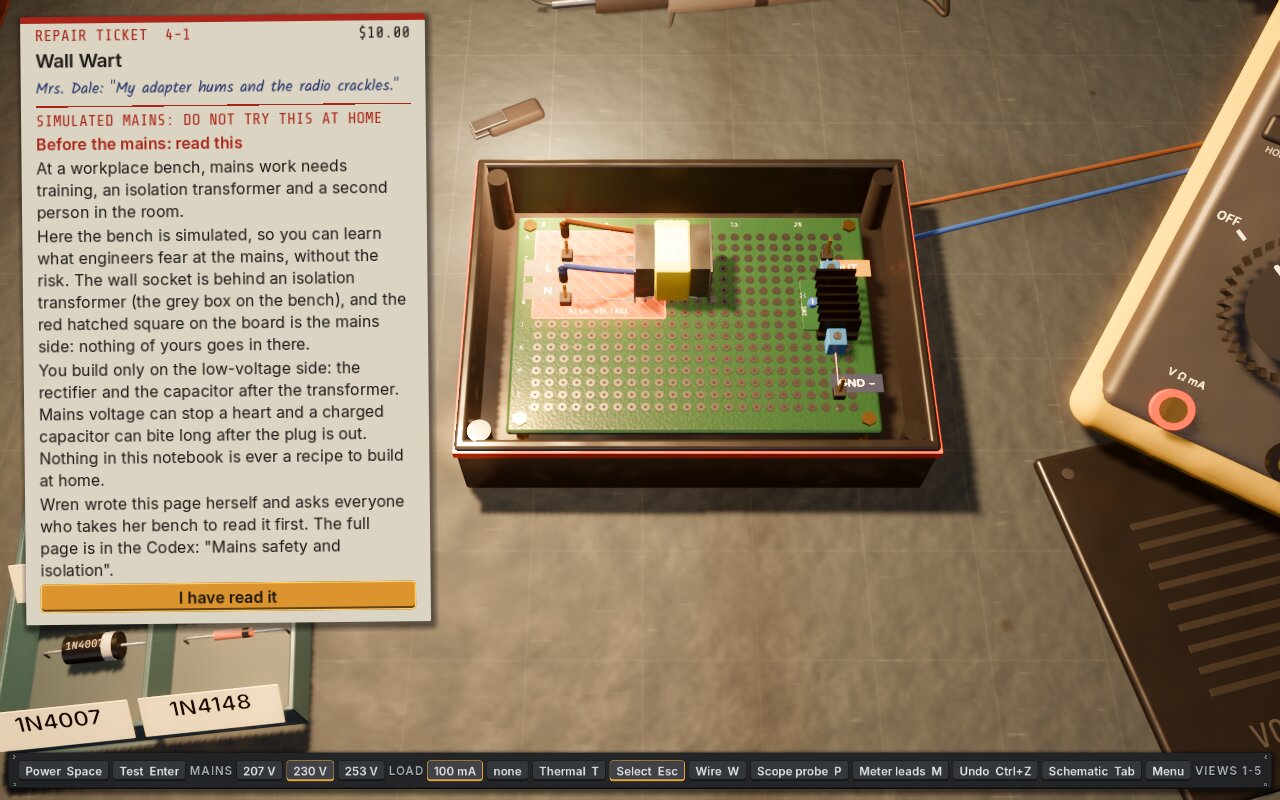 REPAIR TICKET 4-1 $10.00
Wall Wart
Mrs. Dale: "My adapter hums and the radio crackles."
SIMULATED MAINS: DO NOT TRY THIS AT HOME
Before the mains: read this
At a workplace bench, mains work needs
training, an isolation transformer and a second
person in the room.
Here the bench is simulated, so you can learn
what engineers fear at the mains, without the
risk. The wall socket is behind an isolation
transformer (the grey box on the bench), and the
red hatched square on the board is the mains
side: nothing of yours goes in there.
You build only on the low-voltage side: the
rectifier and the capacitor after the transformer.
Mains voltage can stop a heart and a charged
capacitor can bite long after the plug is out.
Nothing in this notebook is ever a recipe to build
at home.
Wren wrote this page herself and asks everyone
who takes her bench to read it first. The full
page is in the Codex: "Mains safety and
isolation".
I have read it
N
HIGH VOLTAGE
GND -
OFF
VΩmA
1N4007
1N4007
1N4148
Power Space
Test Enter
MAINS
207 V
230 V
253 V
LOAD
100 mA
none
Thermal T
Select Esc
Wire W
Scope probe P
Meter leads M
Undo Ctrl+Z
Schematic Tab
Menu
VIEWS 1-5